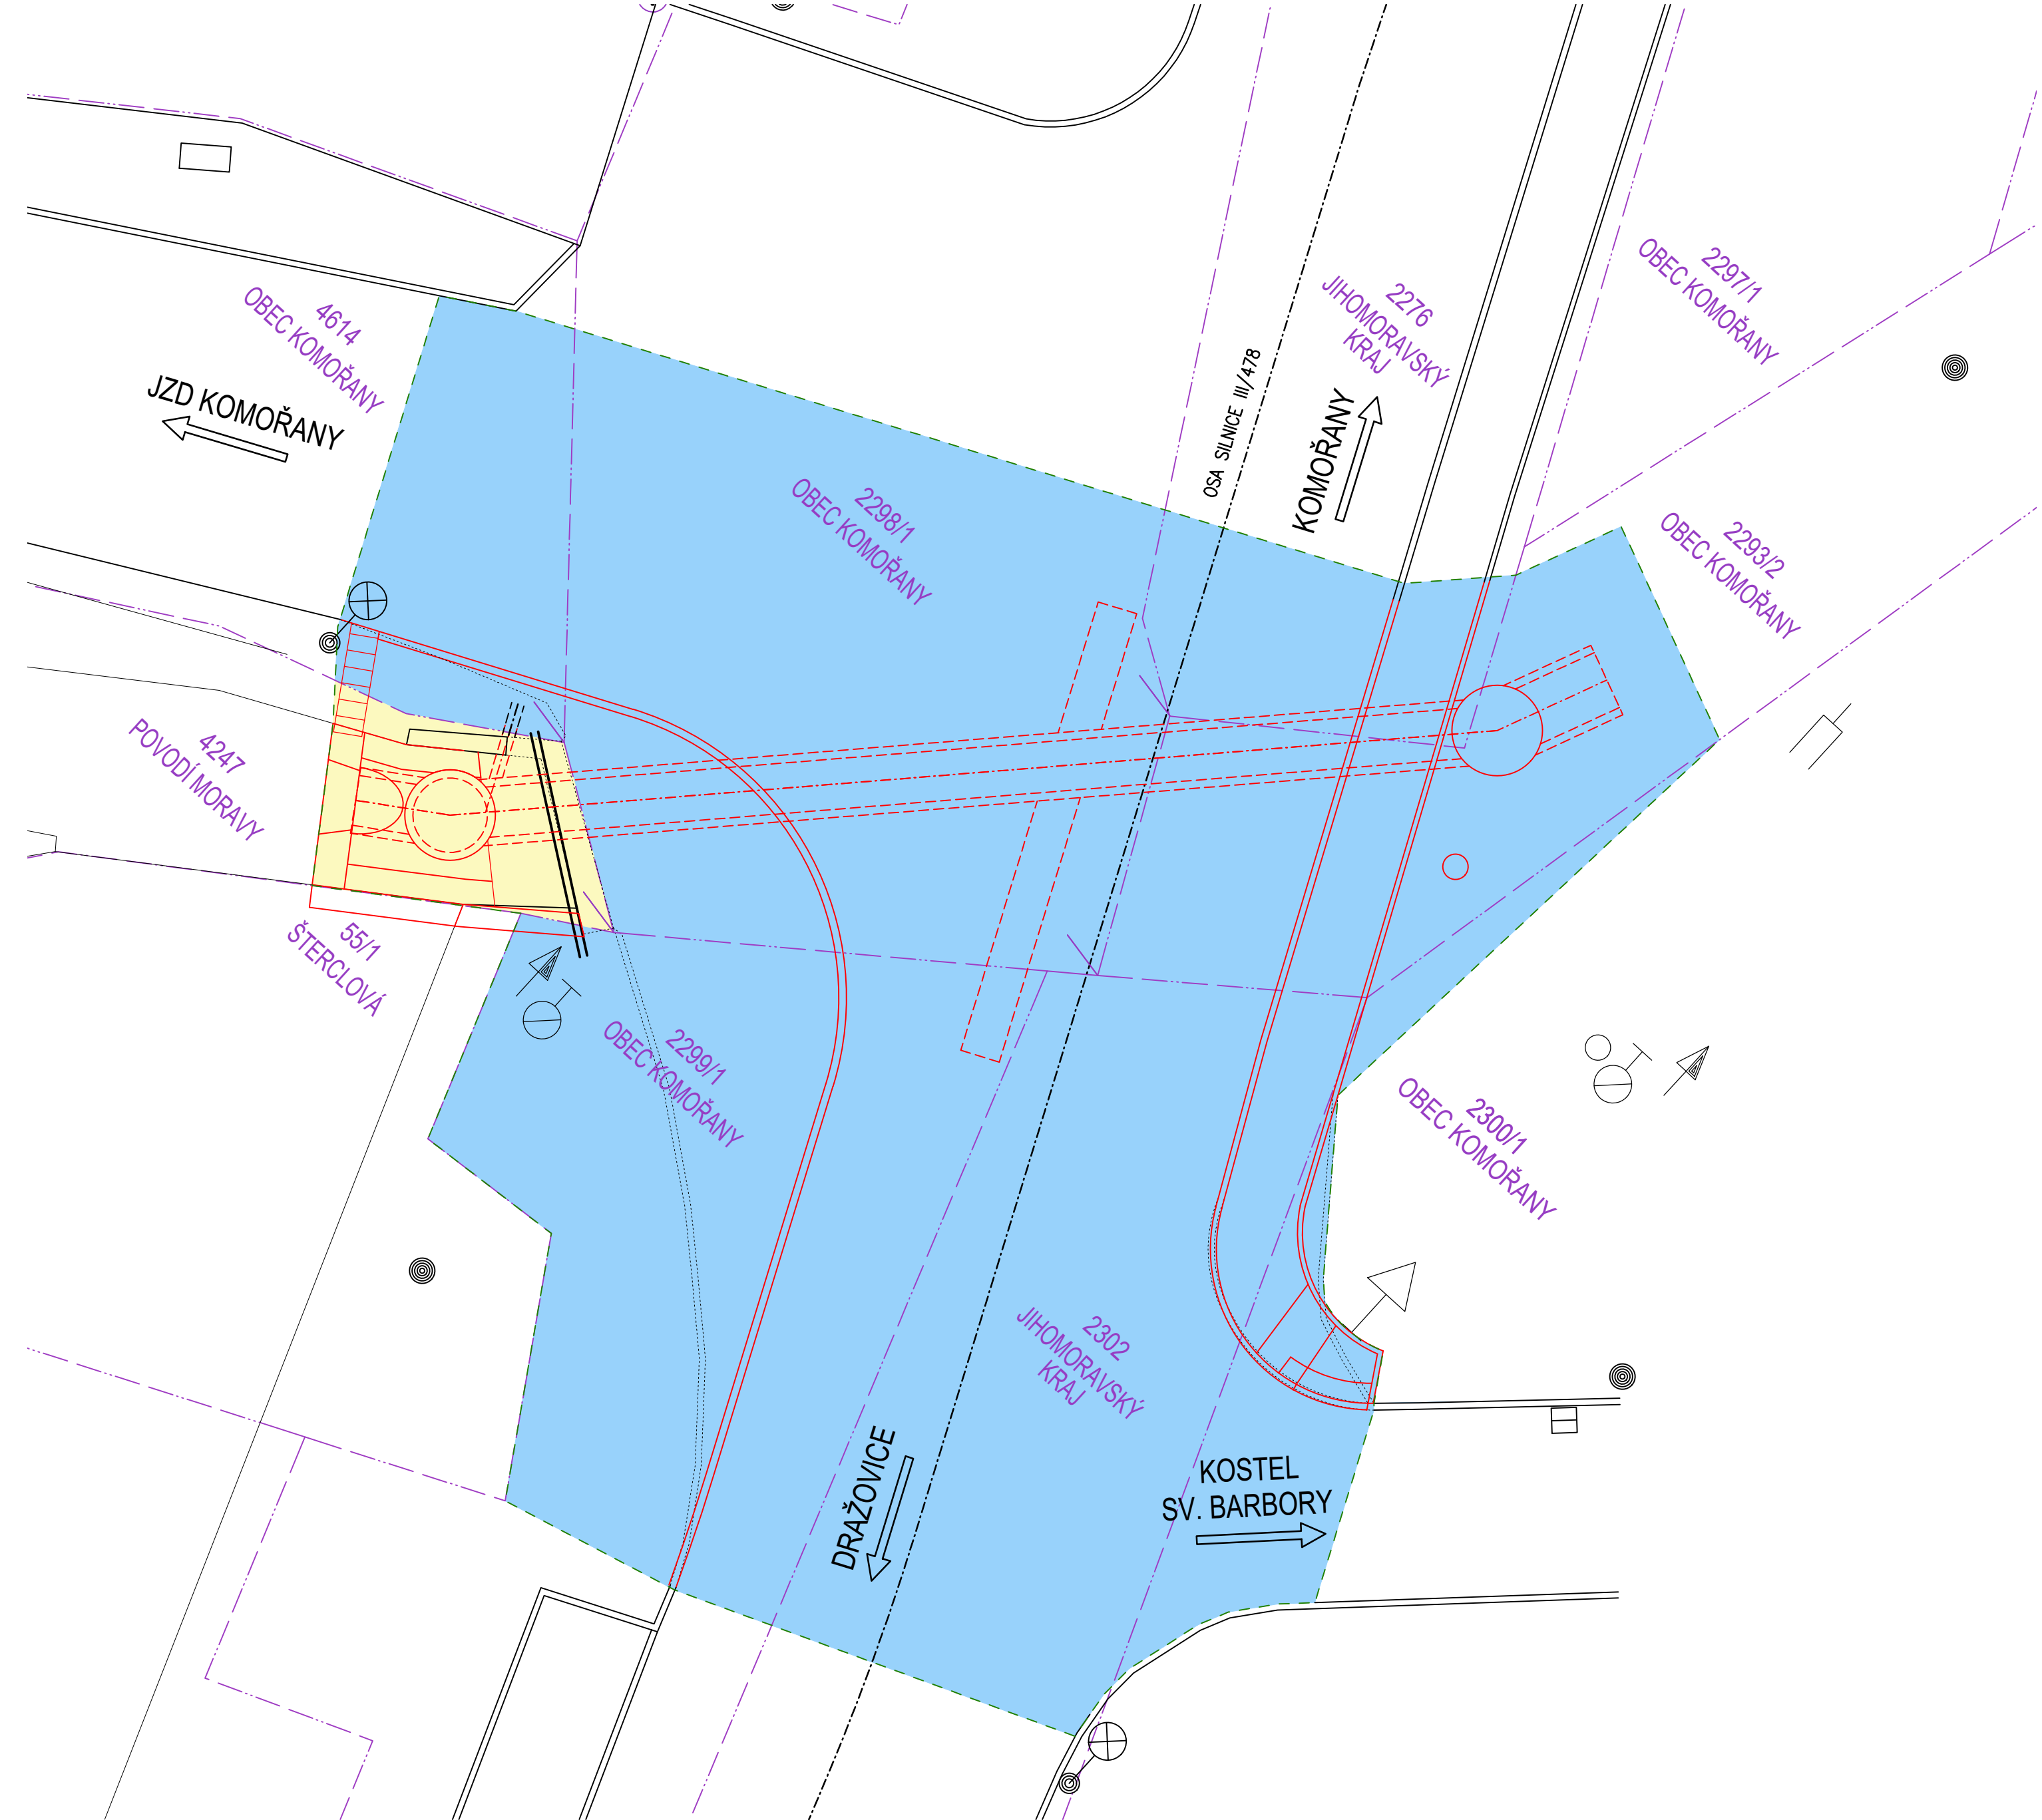 2297/1
OBEC KOMOŘANY
2276
JIHOMORAVSKÝ
KRAJ
4614
OBEC KOMOŘANY
JZD KOMOŘANY
OSA SILNICE III/478
KOMOŘANY
2298/1
OBEC KOMOŘANY
2293/2
OBEC KOMOŘANY
4247
POVODÍ MORAVY
55/1
ŠTERCLOVÁ
2299/1
OBEC KOMOŘANY
2300/1
OBEC KOMOŘANY
2302
JIHOMORAVSKÝ
KRAJ
DRAŽOVICE
KOSTEL
SV. BARBORY